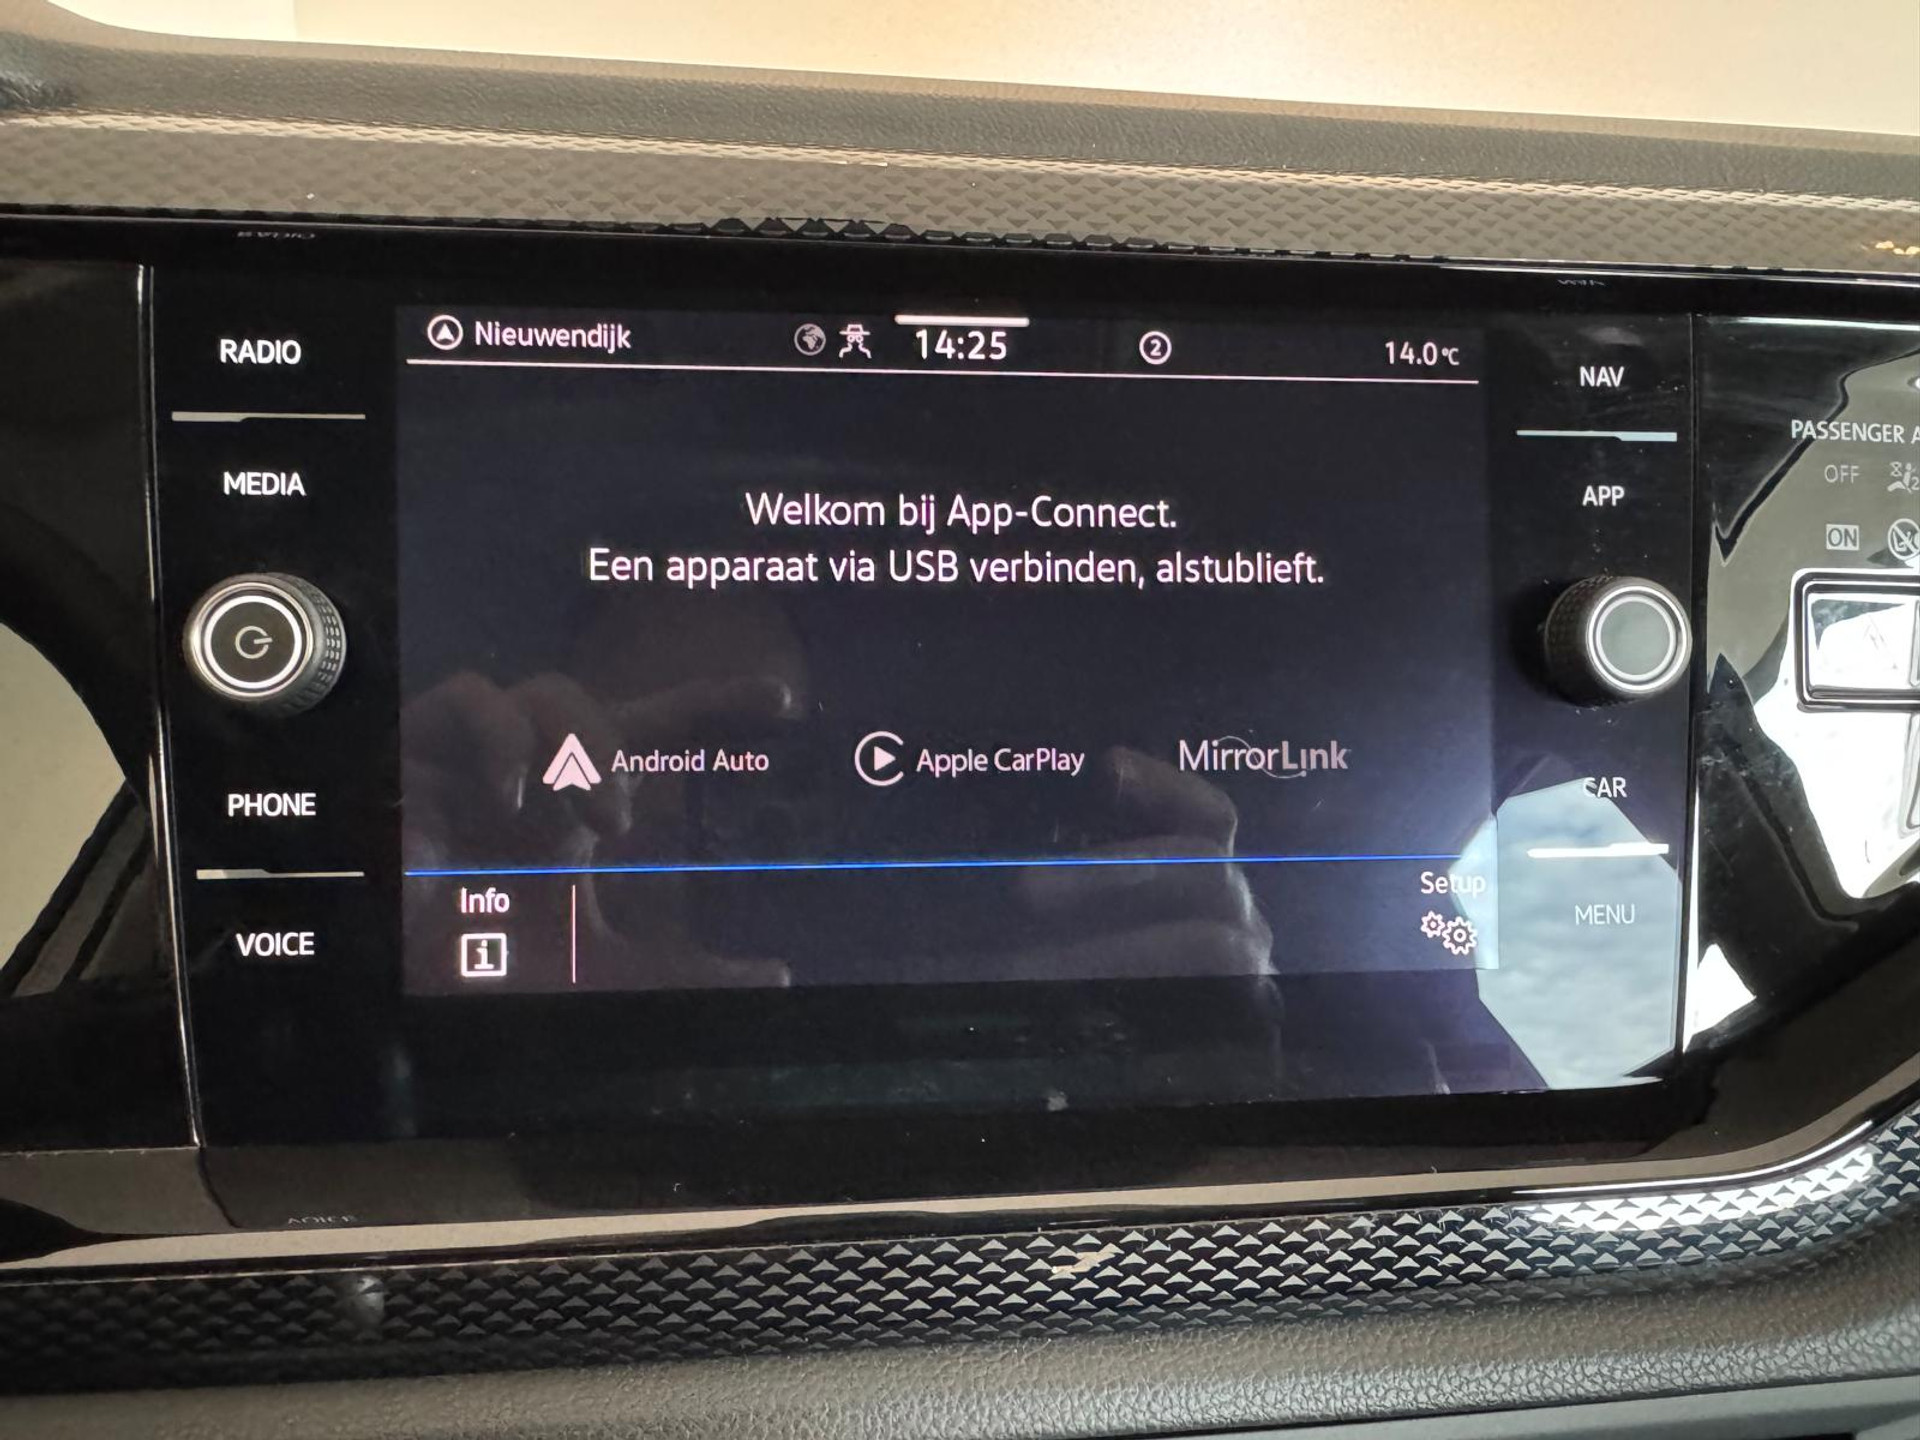 RADIO
MEDIA
PHONE
VOICE
Nieuwendijk
14:25
2
14.0°C
Welkom bij App-Connect.
Een apparaat via USB verbinden, alstublieft.
Android Auto
Apple CarPlay
MirrorLink
Info
Setup
NAV
APP
CAR
MENU
PASSENGER
OFF
ON